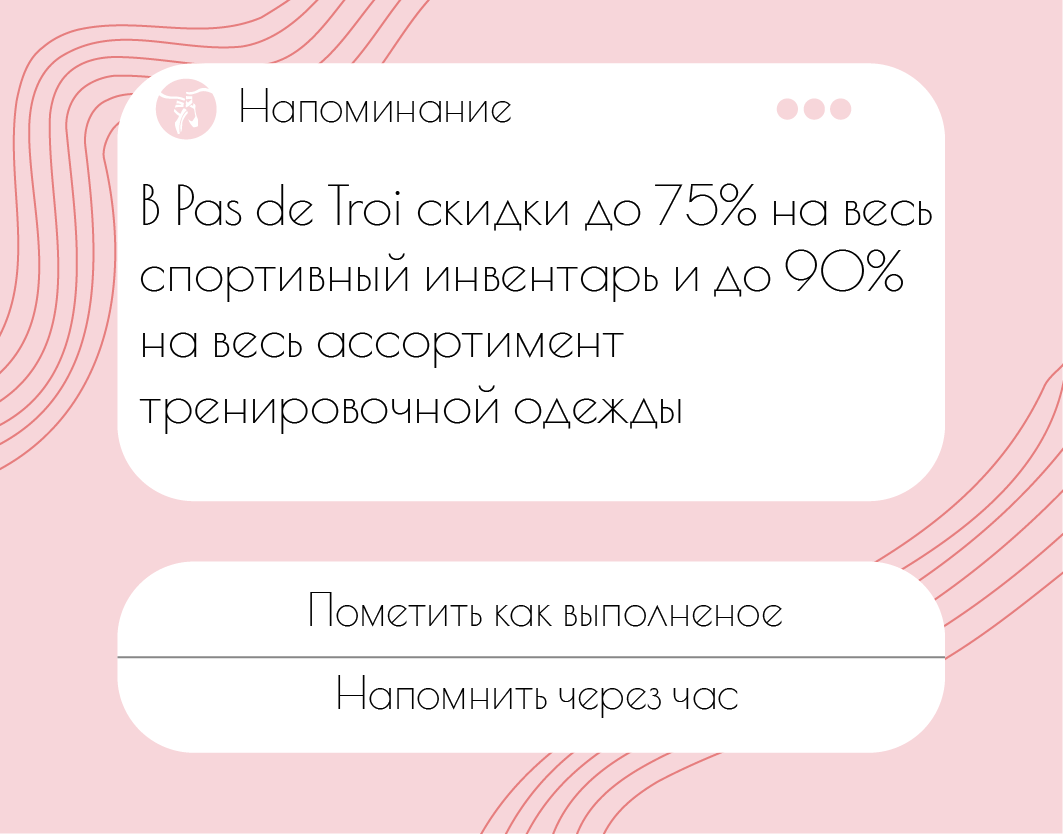 Напоминание
В Pas de Troi скидки до 75% на весь
спортивный инвентарь и до 90%
на весь ассортимент
тренировочной одежды
Пометить как выполненое
Напомнить через час